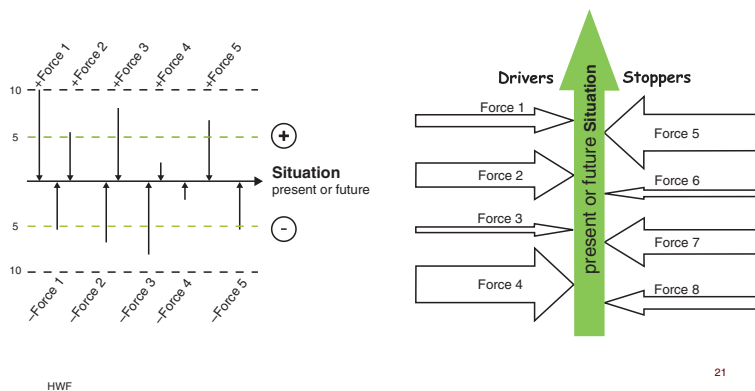 +Force 1
+Force 2
+Force 3
+Force 4
+Force 5
10
5
+
Situation
present or future
5
-
10
–Force 1
–Force 2
–Force 3
–Force 4
–Force 5
Drivers
Stoppers
present or future Situation
Force 1
Force 2
Force 3
Force 4
Force 5
Force 6
Force 7
Force 8
HWF
21